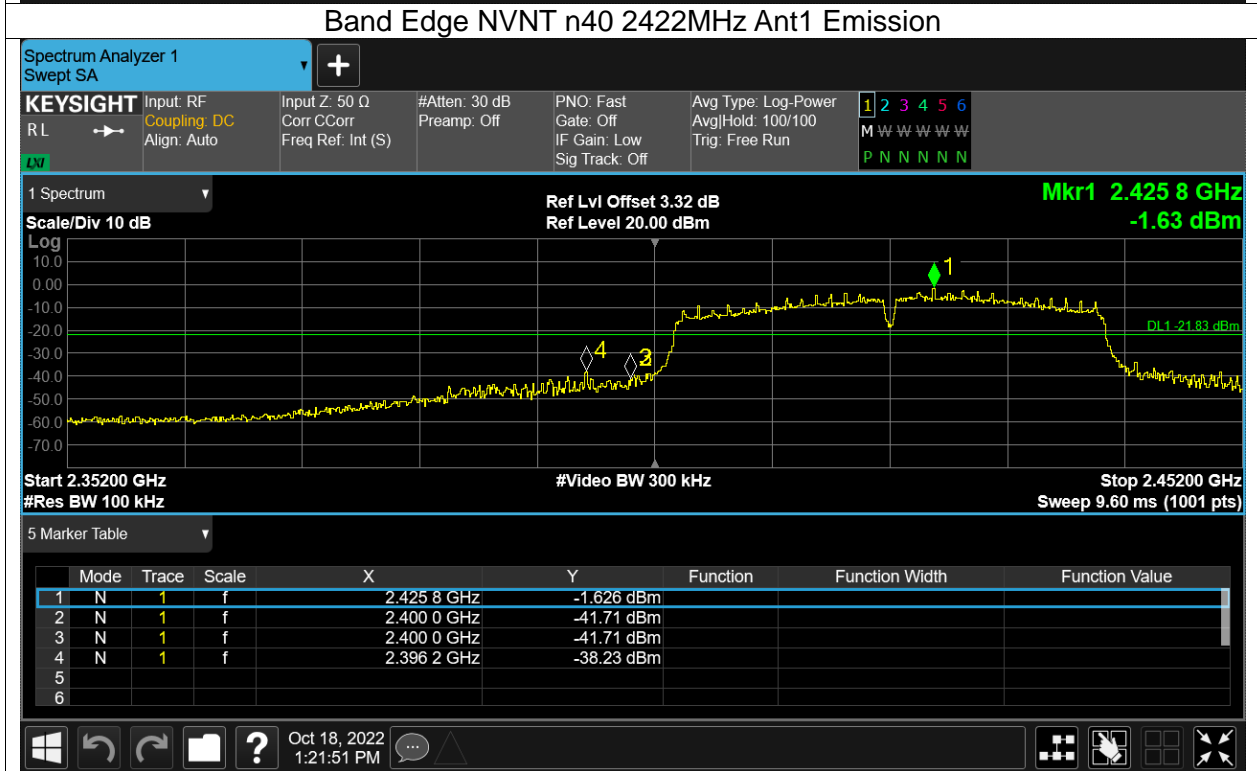 Band Edge NVNT n40 2422MHz Ant1 Emission
Spectrum Analyzer 1
Swept SA
+
KEYSIGHT
RL
LXI
Input: RF
Coupling: DC
Align: Auto
Input Z: 50 Ω
Corr CCorr
Freq Ref: Int (S)
#Atten: 30 dB
Preamp: Off
PNO: Fast
Gate: Off
IF Gain: Low
Sig Track: Off
Avg Type: Log-Power
Avg|Hold: 100/100
Trig: Free Run
1 2 3 4 5 6
M W W W W W
P N N N N N
1 Spectrum
Scale/Div 10 dB
Ref Lvl Offset 3.32 dB
Ref Level 20.00 dBm
Mkr1 2.425 8 GHz
-1.63 dBm
Log
10.0
0.00
-10.0
-20.0
-30.0
-40.0
-50.0
-60.0
-70.0
1
DL1 -21.83 dBm
4
Start 2.35200 GHz
#Res BW 100 kHz
#Video BW 300 kHz
Stop 2.45200 GHz
Sweep 9.60 ms (1001 pts)
5 Marker Table
Mode Trace Scale X Y Function Function Width Function Value
1 N 1 f 2.425 8 GHz -1.626 dBm
2 N 1 f 2.400 0 GHz -41.71 dBm
3 N 1 f 2.400 0 GHz -41.71 dBm
4 N 1 f 2.396 2 GHz -38.23 dBm
5
6
?
Oct 18, 2022
1:21:51 PM